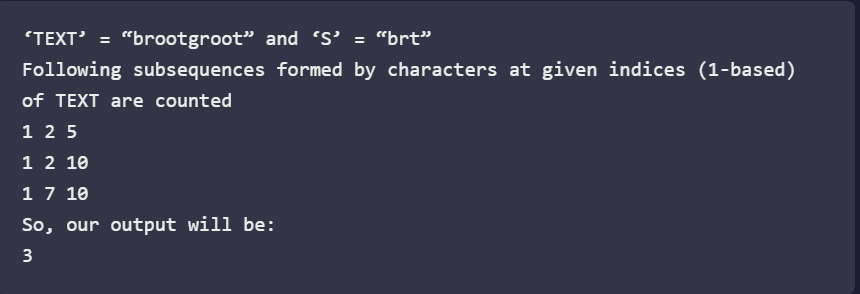 ‘TEXT’ = “brootgroot” and ‘S’ = “brt”
Following subsequences formed by characters at given indices (1-based)
of TEXT are counted
1 2 5
1 2 10
1 7 10
So, our output will be:
3